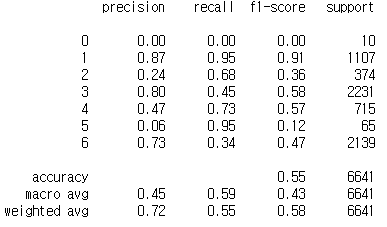 precision recall f1-score support
0 0.00 0.00 0.00 10
1 0.87 0.95 0.91 1107
2 0.24 0.68 0.36 374
3 0.80 0.45 0.58 2231
4 0.47 0.73 0.57 715
5 0.06 0.95 0.12 65
6 0.73 0.34 0.47 2139
accuracy 0.55 6641
macro avg 0.45 0.59 0.43 6641
weighted avg 0.72 0.55 0.58 6641